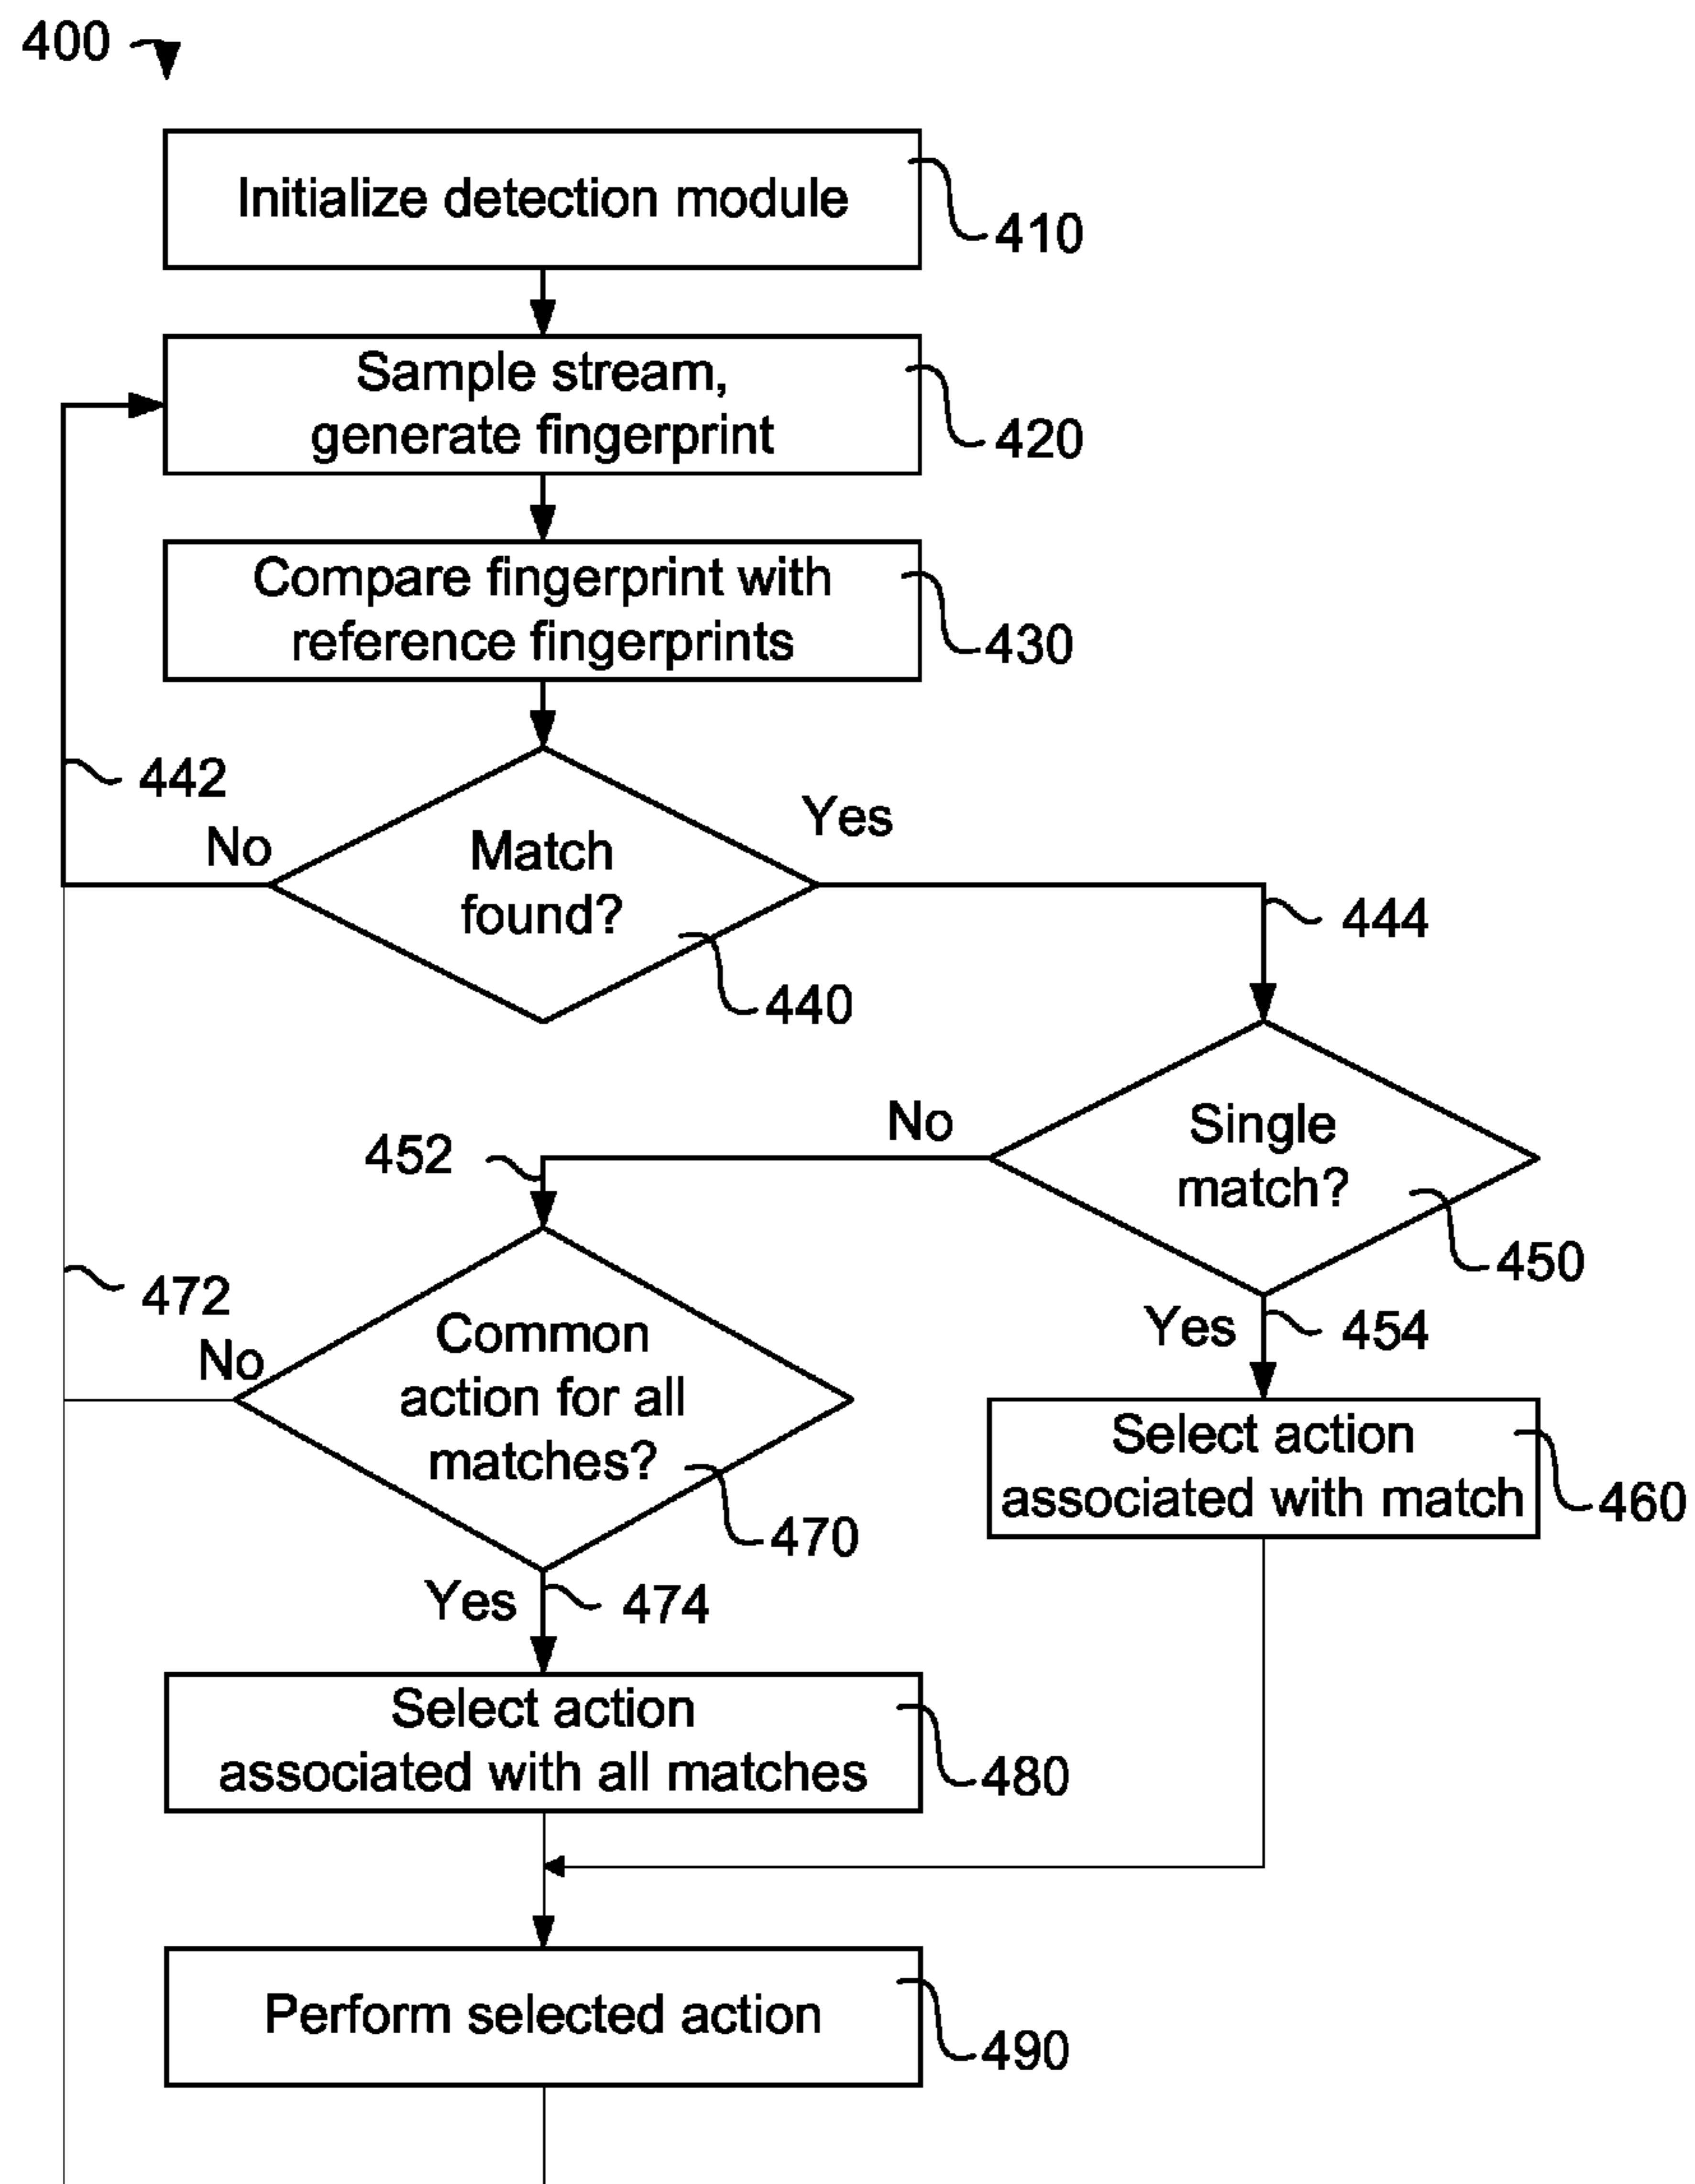 400
Initialize detection module
410
Sample stream,
generate fingerprint
420
Compare fingerprint with
reference fingerprints
430
442
No
Match
found?
Yes
440
444
Single
match?
No
450
452
Yes
454
472
No
Common
action for all
matches?
470
Select action
associated with match
460
Yes
474
Select action
associated with all matches
480
Perform selected action
490